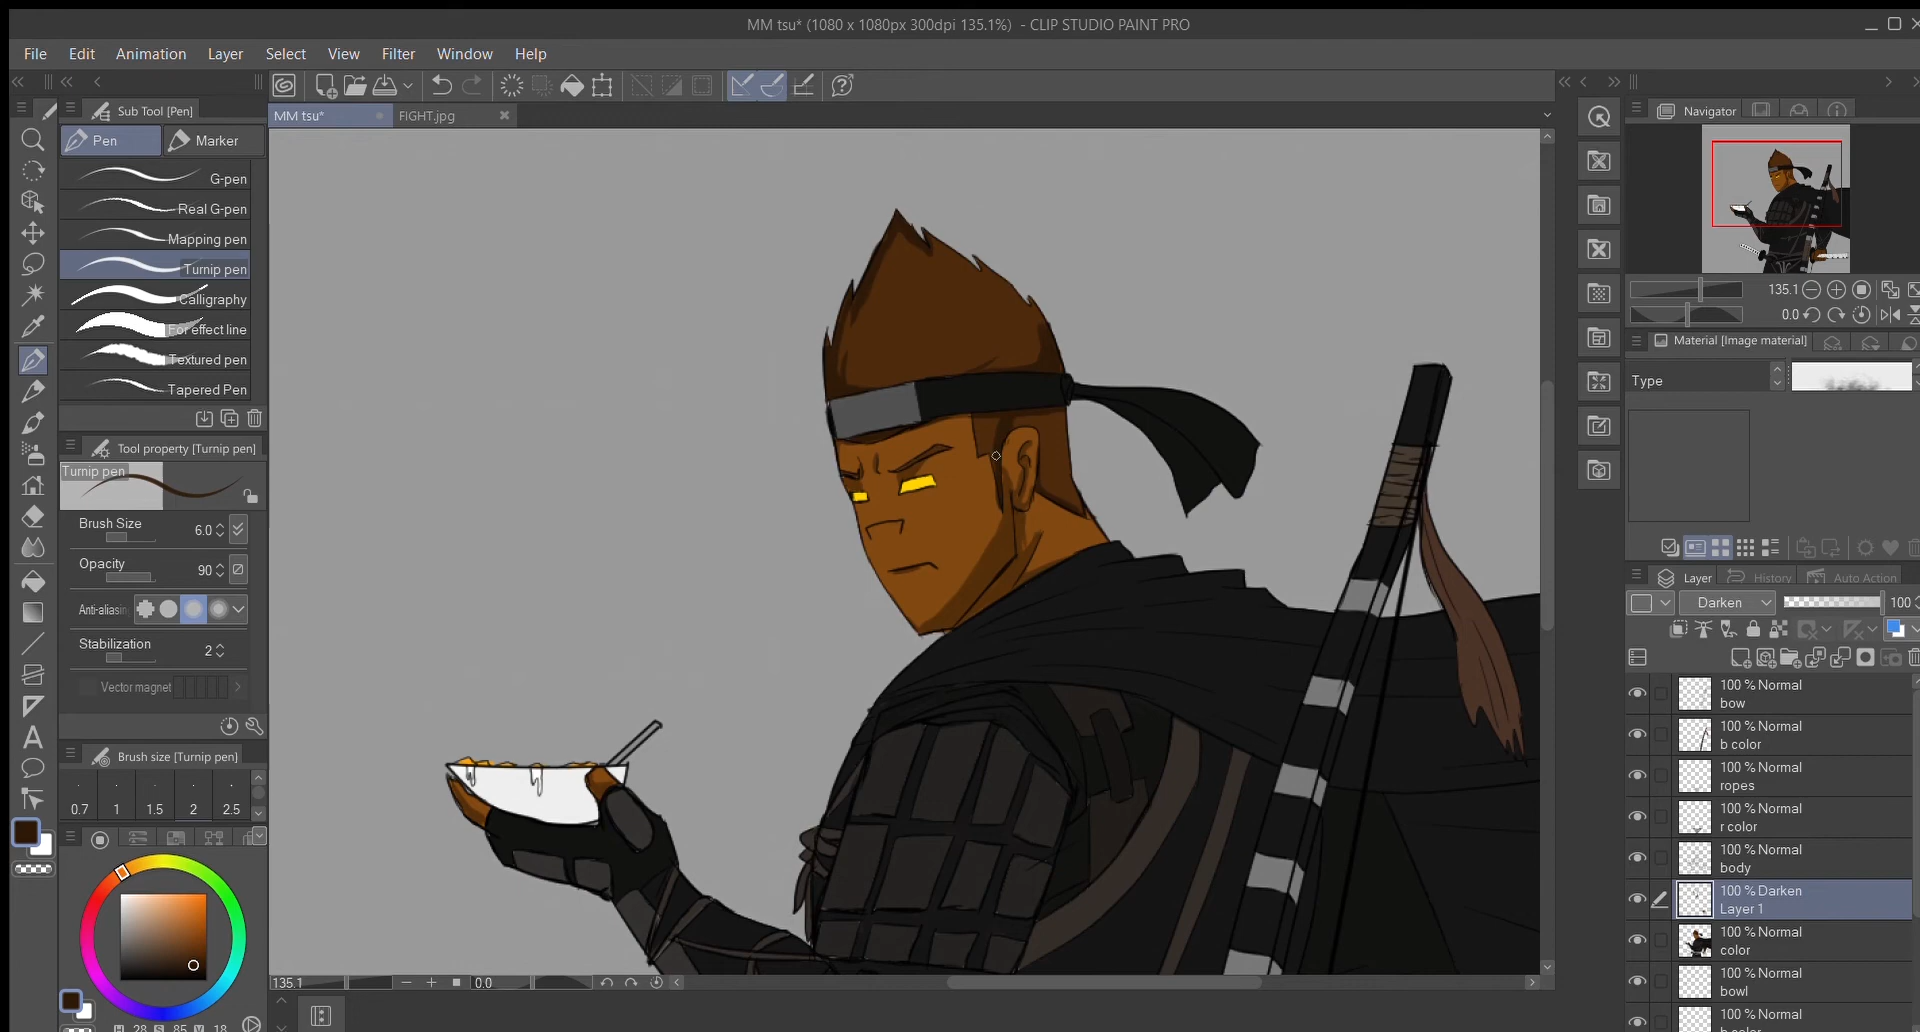 MM tsu* (1080 x 1080px 300dpi 135.1%) - CLIP STUDIO PAINT PRO
File Edit Animation Layer Select View Filter Window Help
Sub Tool [Pen]
MM tsu* FIGHT.jpg
Pen Marker
G-pen
Real G-pen
Mapping pen
Turnip pen
Calligraphy
For effect line
Textured pen
Tapered Pen
Tool property [Turnip pen]
Turnip pen
Brush Size 6.0
Opacity 90
Anti-aliasin
Stabilization 2
Vector magnet
Brush size [Turnip pen]
0.7 1 1.5 2 2.5
H 28 S 85 V 18
135.1 0.0
Navigator
135.1
0.0
Material [Image material]
Type
Layer History Auto Action
Darken 100
100 % Normal
bow
100 % Normal
b color
100 % Normal
ropes
100 % Normal
r color
100 % Normal
body
100 % Darken
Layer 1
100 % Normal
color
100 % Normal
bowl
100 % Normal
b color